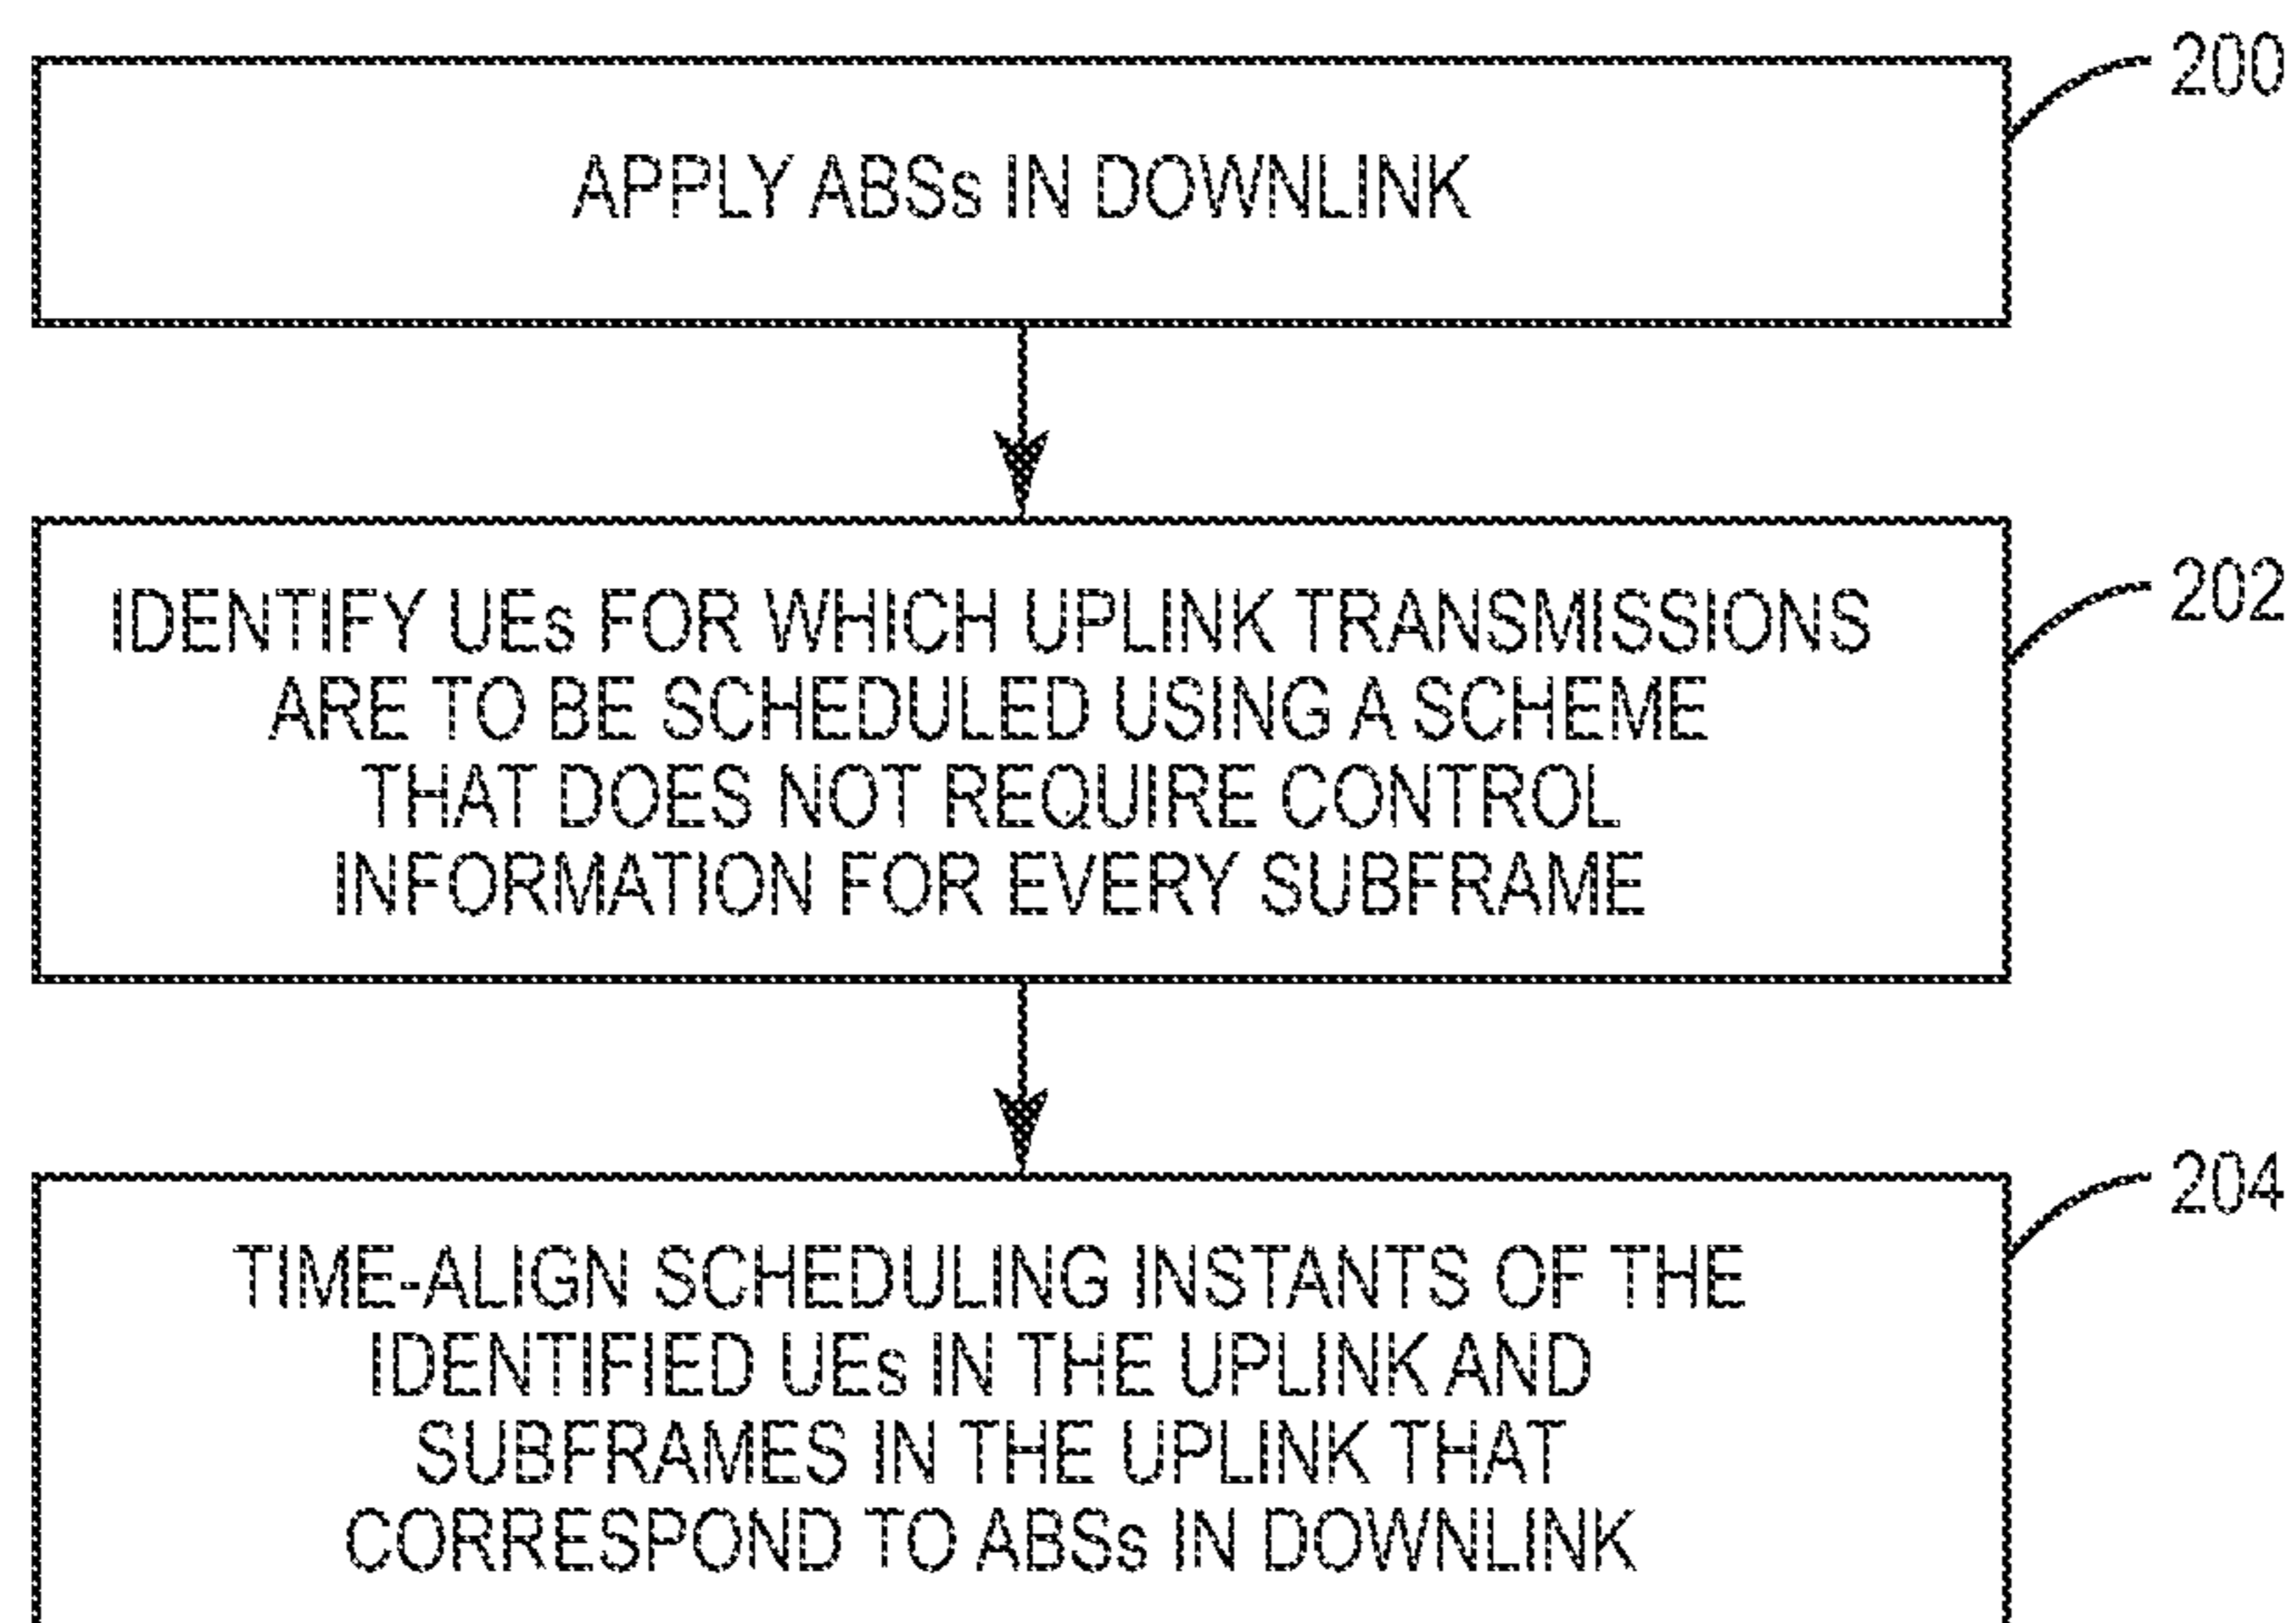 200
APPLY ABSs IN DOWNLINK
202
IDENTIFY UEs FOR WHICH UPLINK TRANSMISSIONS
ARE TO BE SCHEDULED USING A SCHEME
THAT DOES NOT REQUIRE CONTROL
INFORMATION FOR EVERY SUBFRAME
204
TIME-ALIGN SCHEDULING INSTANTS OF THE
IDENTIFIED UEs IN THE UPLINK AND
SUBFRAMES IN THE UPLINK THAT
CORRESPOND TO ABSs IN DOWNLINK